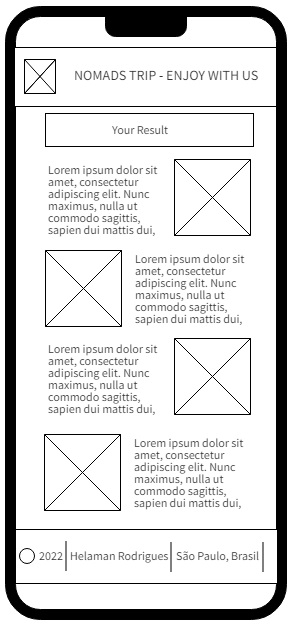 NOMADS TRIP - ENJOY WITH US
Your Result
Lorem ipsum dolor sit
amet, consectetur
adipiscing elit. Nunc
maximus, nulla ut
commodo sagittis,
sapien dui mattis dui,
Lorem ipsum dolor sit
amet, consectetur
adipiscing elit. Nunc
maximus, nulla ut
commodo sagittis,
sapien dui mattis dui,
Lorem ipsum dolor sit
amet, consectetur
adipiscing elit. Nunc
maximus, nulla ut
commodo sagittis,
sapien dui mattis dui,
Lorem ipsum dolor sit
amet, consectetur
adipiscing elit. Nunc
maximus, nulla ut
commodo sagittis,
sapien dui mattis dui,
2022 Helaman Rodrigues São Paulo, Brasil